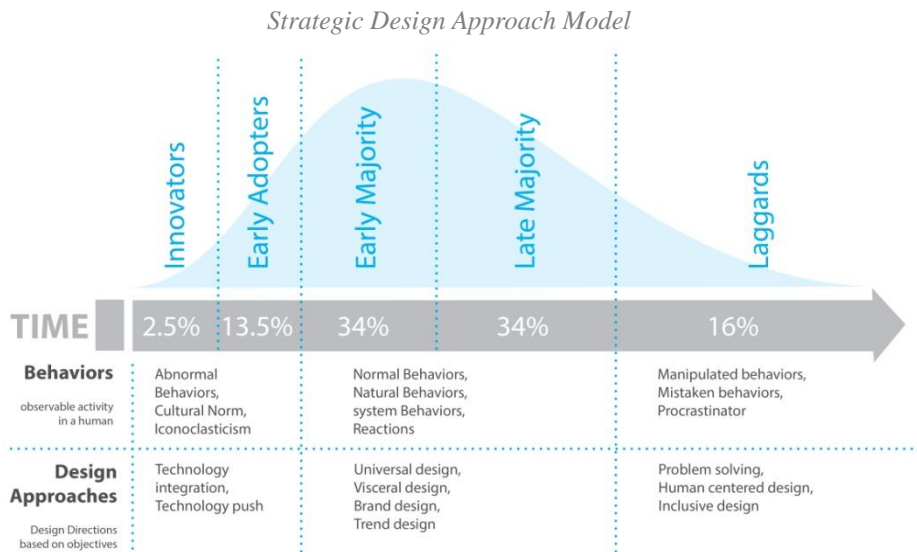 Strategic Design Approach Model
Innovators
Early Adopters
Early Majority
Late Majority
Laggards
TIME
2.5%
13.5%
34%
34%
16%
Behaviors
observable activity
in a human
Abnormal
Behaviors,
Cultural Norm,
Iconoclasticism
Normal Behaviors,
Natural Behaviors,
system Behaviors,
Reactions
Manipulated behaviors,
Mistaken behaviors,
Procrastinator
Design
Approaches
Design Directions
based on objectives
Technology
integration,
Technology push
Universal design,
Visceral design,
Brand design,
Trend design
Problem solving,
Human centered design,
Inclusive design